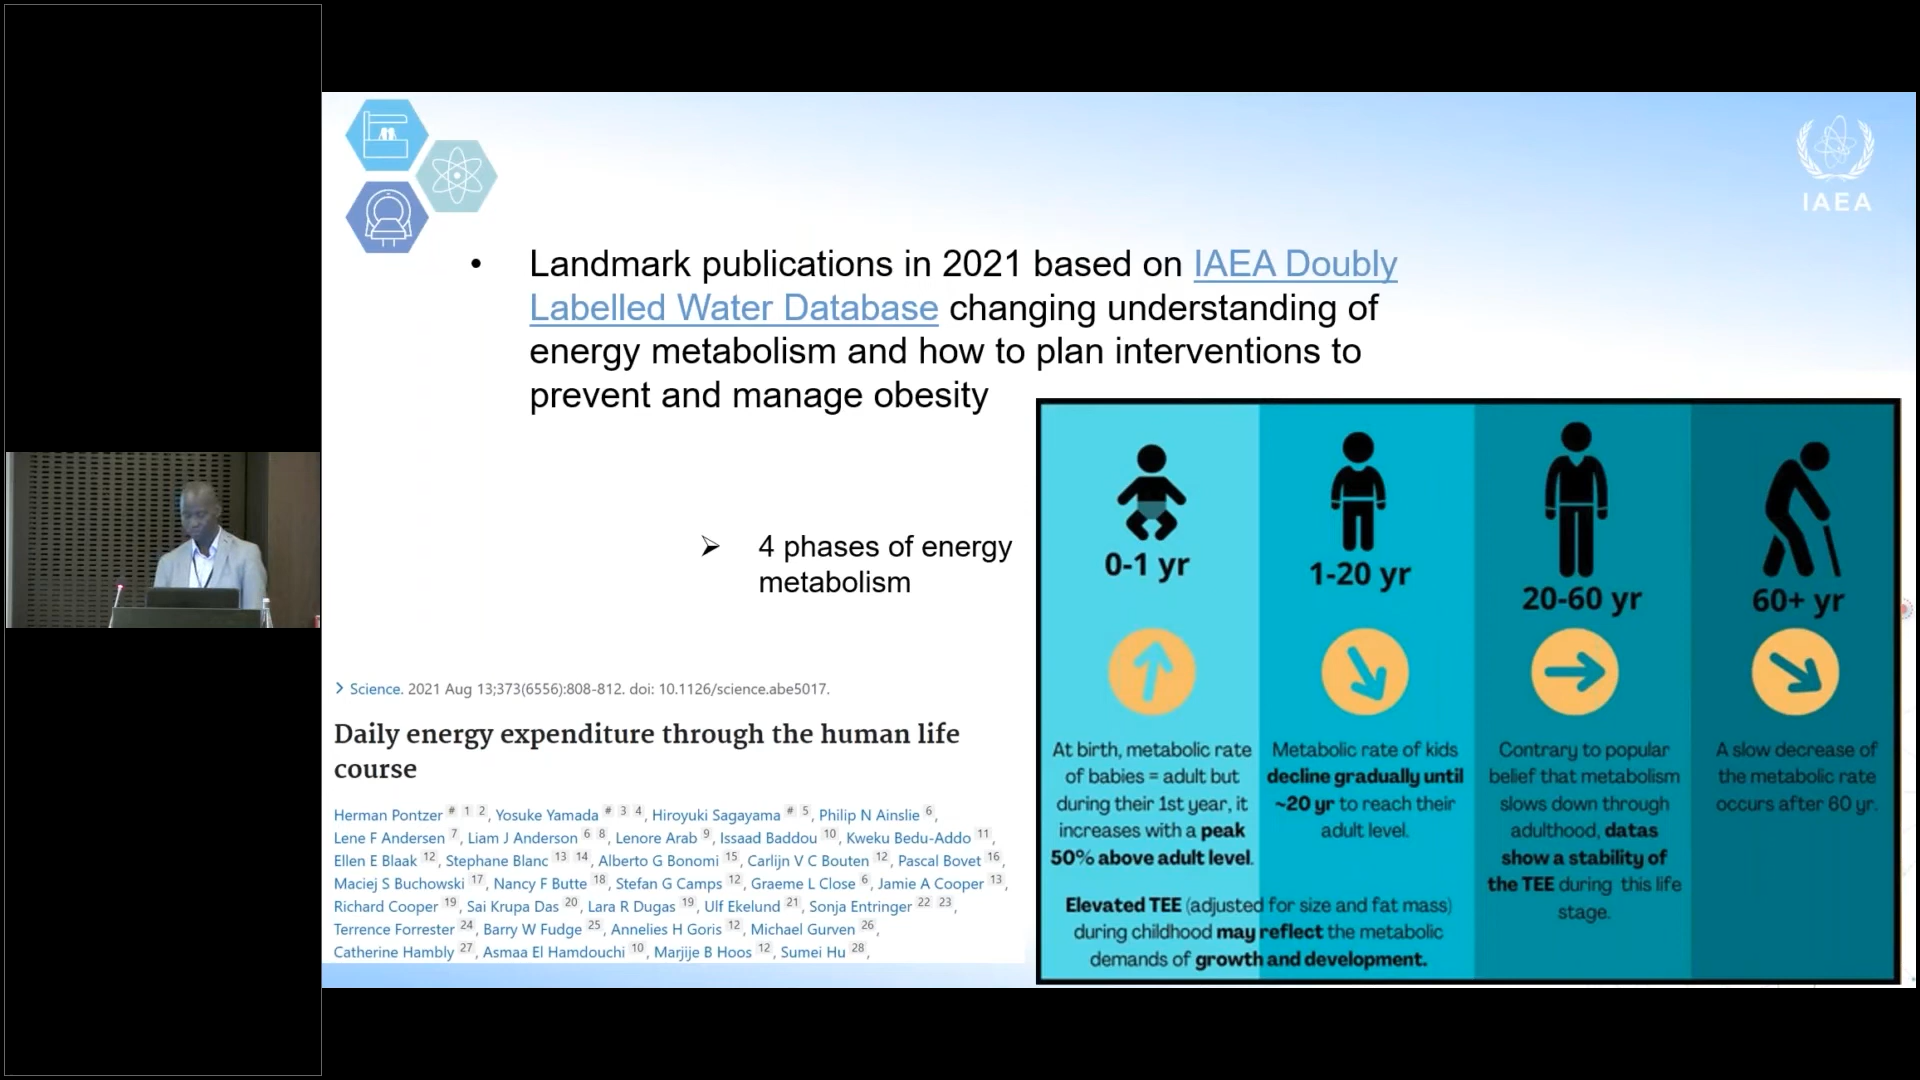 IAEA
• Landmark publications in 2021 based on IAEA Doubly
Labelled Water Database changing understanding of
energy metabolism and how to plan interventions to
prevent and manage obesity
➢ 4 phases of energy
metabolism
> Science. 2021 Aug 13;373(6556):808-812. doi: 10.1126/science.abe5017.
Daily energy expenditure through the human life
course
Herman Pontzer # 1 2, Yosuke Yamada # 3 4, Hiroyuki Sagayama # 5, Philip N Ainslie 6,
Lene F Andersen 7, Liam J Anderson 6 8, Lenore Arab 9, Issaad Baddou 10, Kweku Bedu-Addo 11,
Ellen E Blaak 12, Stephane Blanc 13 14, Alberto G Bonomi 15, Carlijn V C Bouten 12, Pascal Bovet 16,
Maciej S Buchowski 17, Nancy F Butte 18, Stefan G Camps 12, Graeme L Close 6, Jamie A Cooper 13,
Richard Cooper 19, Sai Krupa Das 20, Lara R Dugas 19, Ulf Ekelund 21, Sonja Entringer 22 23,
Terrence Forrester 24, Barry W Fudge 25, Annelies H Goris 12, Michael Gurven 26,
Catherine Hambly 27, Asmaa El Hamdouchi 10, Marjije B Hoos 12, Sumei Hu 28,
0-1 yr
At birth, metabolic rate
of babies = adult but
during their 1st year, it
increases with a peak
50% above adult level.
1-20 yr
Metabolic rate of kids
decline gradually until
~20 yr to reach their
adult level.
Elevated TEE (adjusted for size and fat mass)
during childhood may reflect the metabolic
demands of growth and development.
20-60 yr
Contrary to popular
belief that metabolism
slows down through
adulthood, datas
show a stability of
the TEE during this life
stage.
60+ yr
A slow decrease of
the metabolic rate
occurs after 60 yr.